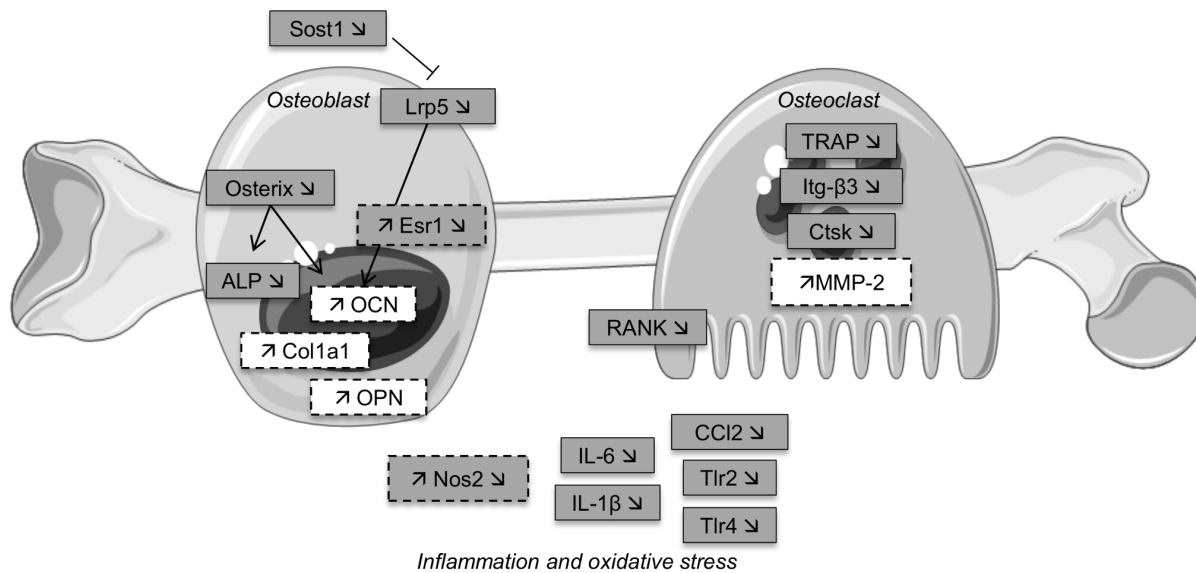 Sost1 ↘
Osteoblast
Lrp5 ↘
Osteoclast
TRAP ↘
Osterix ↘
Itg-β3 ↘
↗ Esr1 ↘
Ctsk ↘
ALP ↘
↗MMP-2
↗ OCN
RANK ↘
↗ Col1a1
↗ OPN
CCl2 ↘
IL-6 ↘
↗ Nos2 ↘
Tlr2 ↘
IL-1β ↘
Tlr4 ↘
Inflammation and oxidative stress